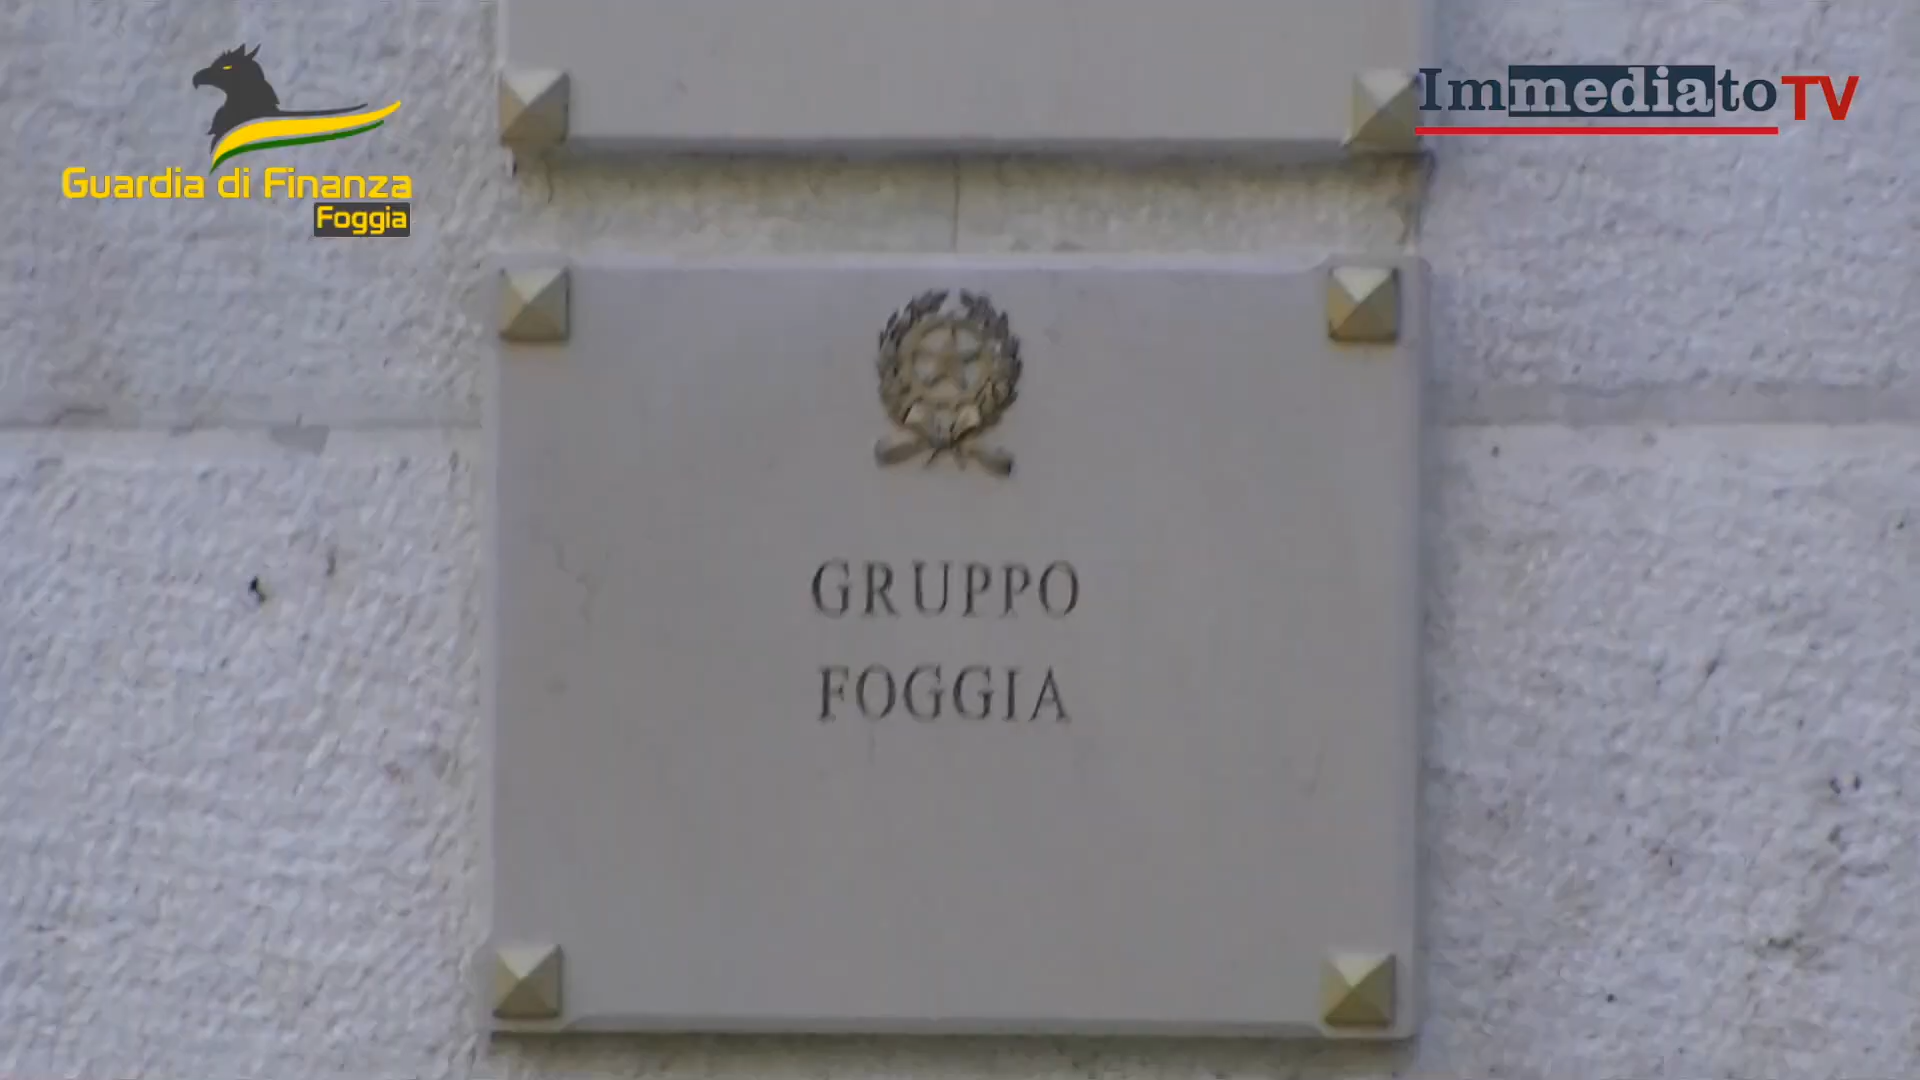 Guardia di Finanza
Foggia
ImmediatoTV
GRUPPO
FOGGIA